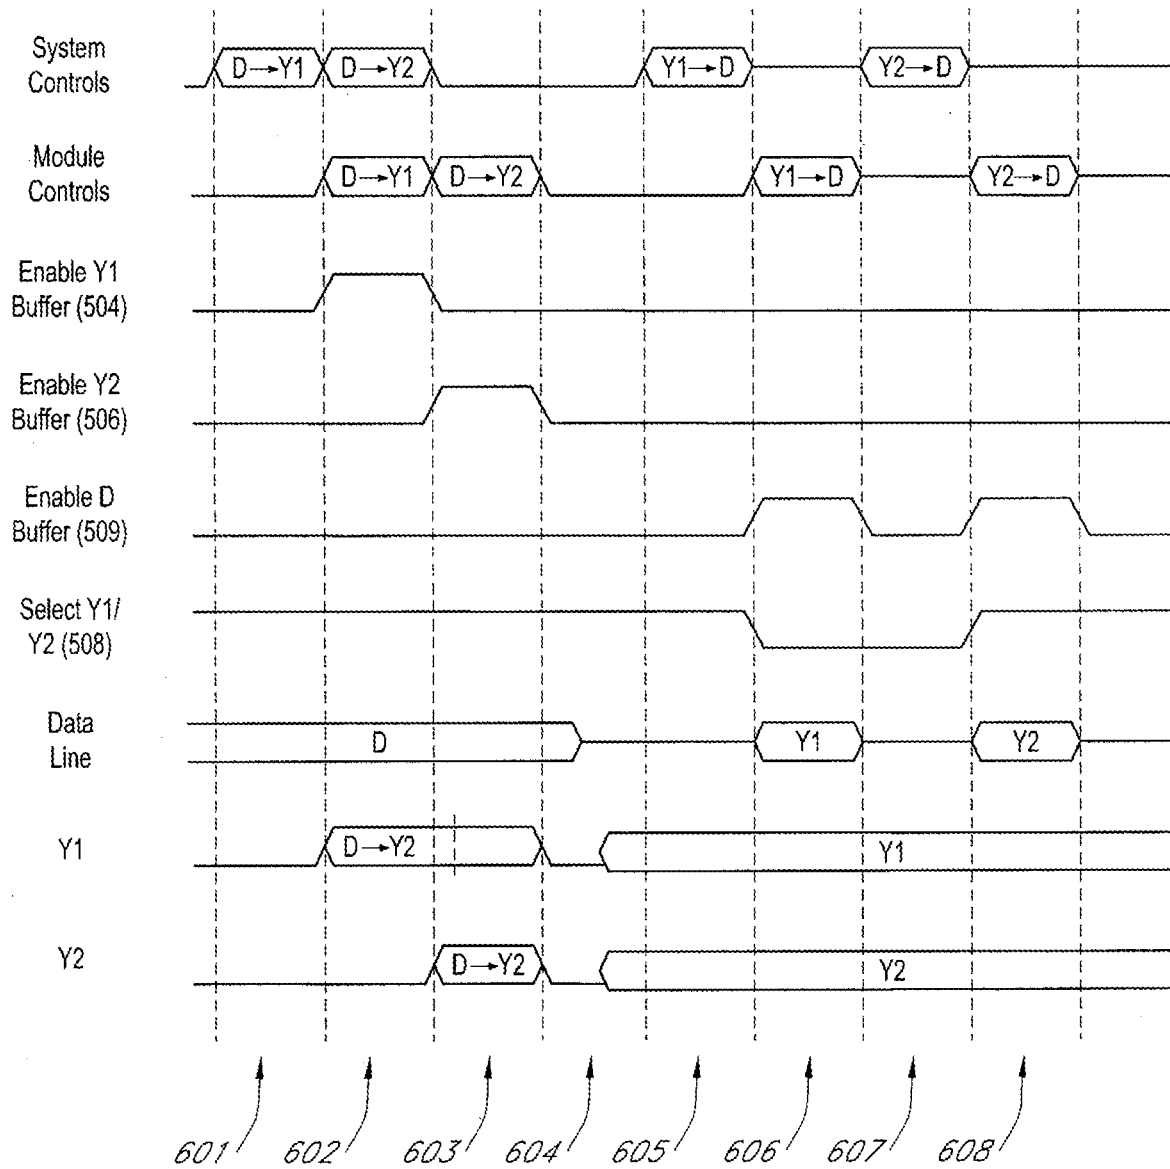 System
Controls
D→Y1
D→Y2
Y1→D
Y2→D
Module
Controls
D→Y1
D→Y2
Y1→D
Y2→D
Enable Y1
Buffer (504)
Enable Y2
Buffer (506)
Enable D
Buffer (509)
Select Y1/
Y2 (508)
Data
Line
D
Y1
Y2
Y1
D→Y2
Y1
Y2
D→Y2
Y2
601
602
603
604
605
606
607
608